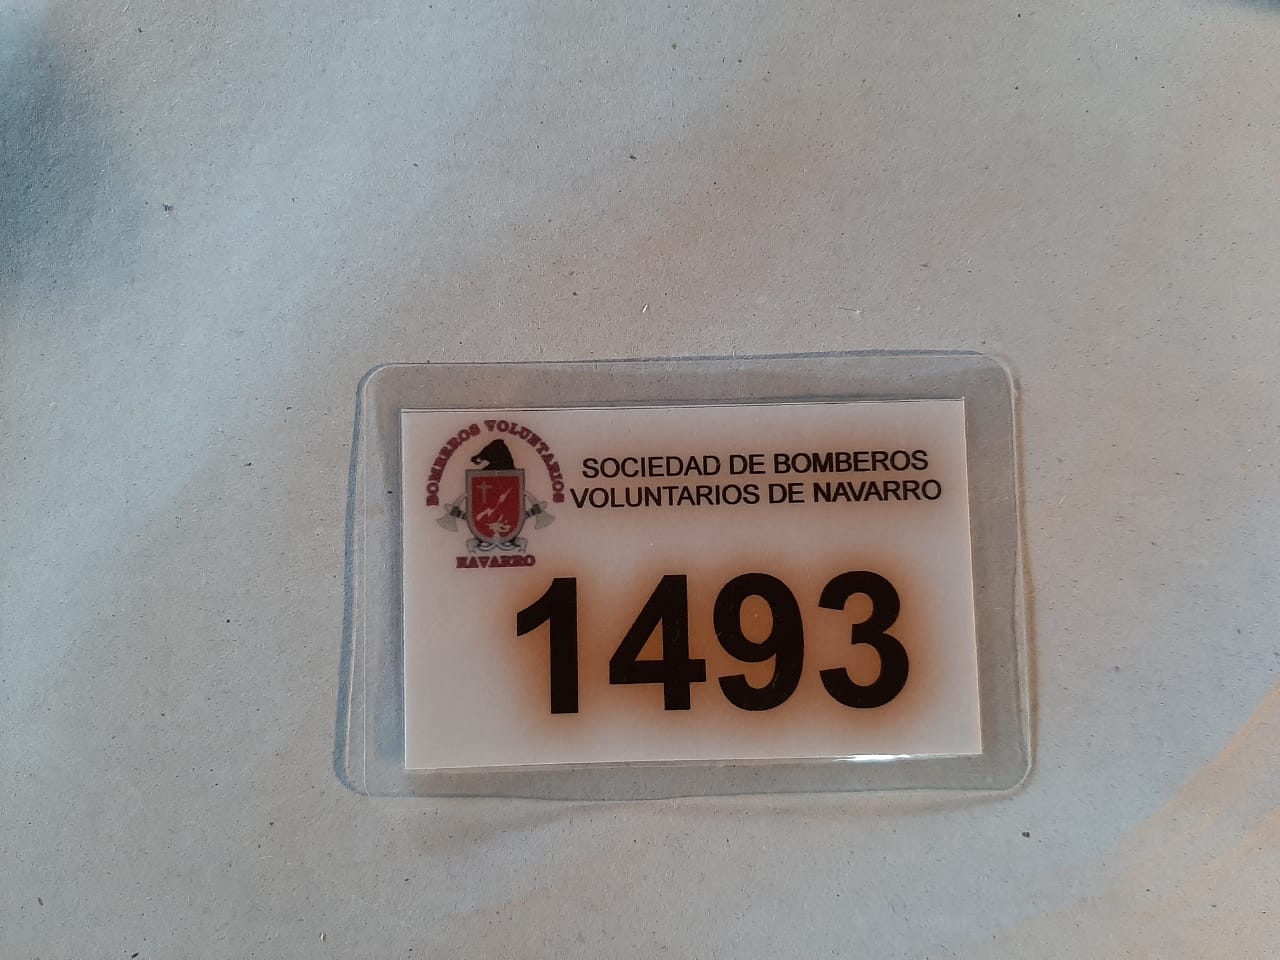 BOMBEROS VOLUNTARIOS
NAVARRO
SOCIEDAD DE BOMBEROS
VOLUNTARIOS DE NAVARRO
1493